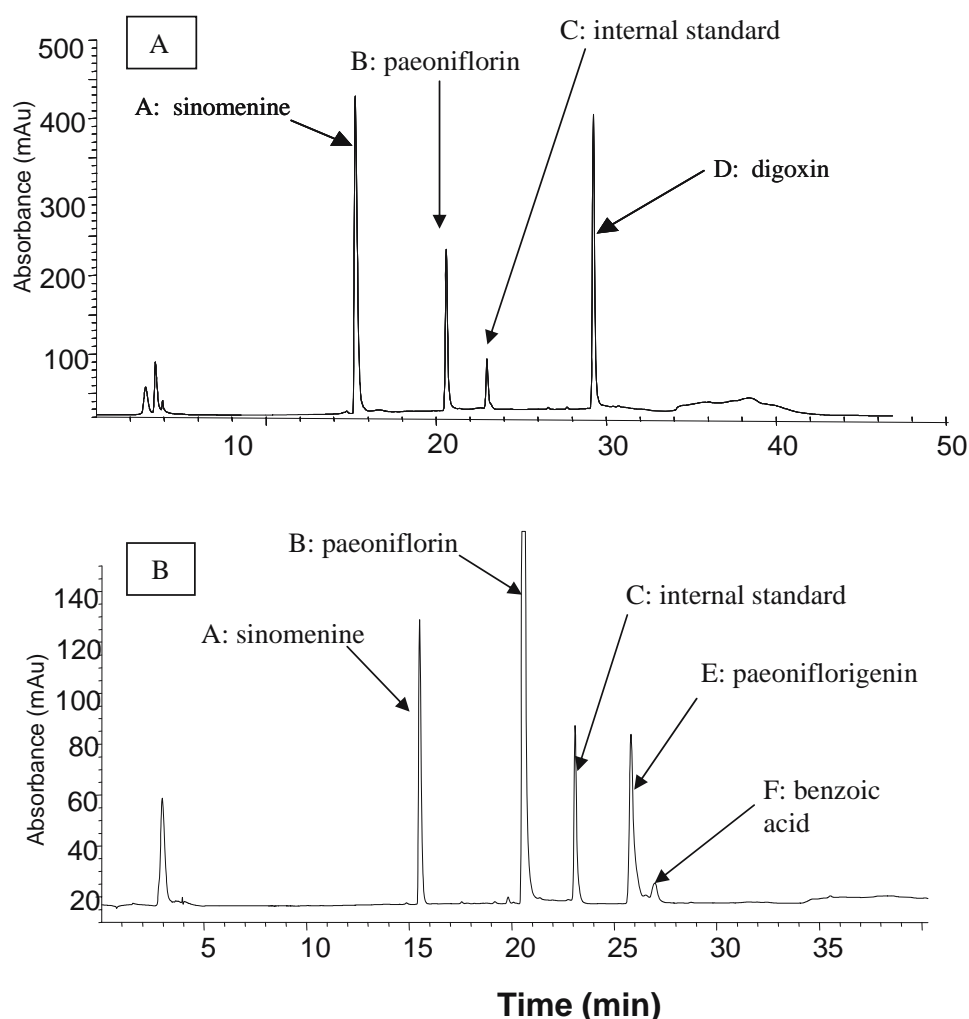 A
C: internal standard
B: paeoniflorin
A: sinomenine
D: digoxin
Absorbance (mAu)
500
400
300
200
100
10
20
30
40
50
B
B: paeoniflorin
C: internal standard
A: sinomenine
E: paeoniflorigenin
F: benzoic
acid
Absorbance (mAu)
140
120
100
80
60
40
20
5
10
15
20
25
30
35
Time (min)